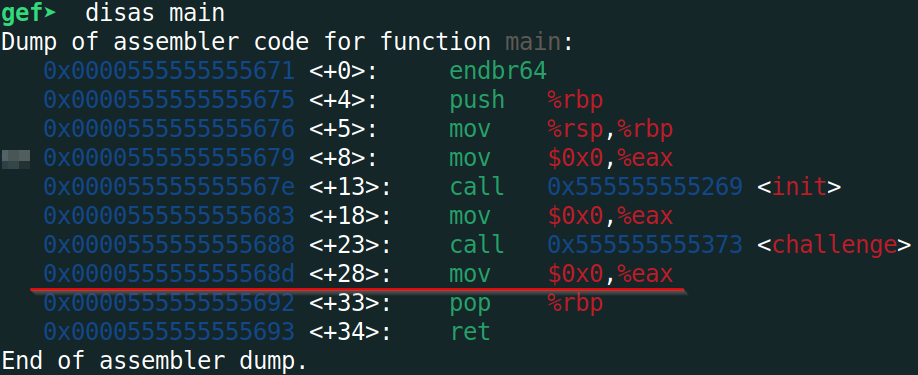 gef➤  disas main
Dump of assembler code for function main:
0x0000555555555671 <+0>: endbr64
0x0000555555555675 <+4>: push %rbp
0x0000555555555676 <+5>: mov %rsp,%rbp
0x0000555555555679 <+8>: mov $0x0,%eax
0x000055555555567e <+13>: call 0x555555555269 <init>
0x0000555555555683 <+18>: mov $0x0,%eax
0x0000555555555688 <+23>: call 0x555555555373 <challenge>
0x000055555555568d <+28>: mov $0x0,%eax
0x0000555555555692 <+33>: pop %rbp
0x0000555555555693 <+34>: ret
End of assembler dump.